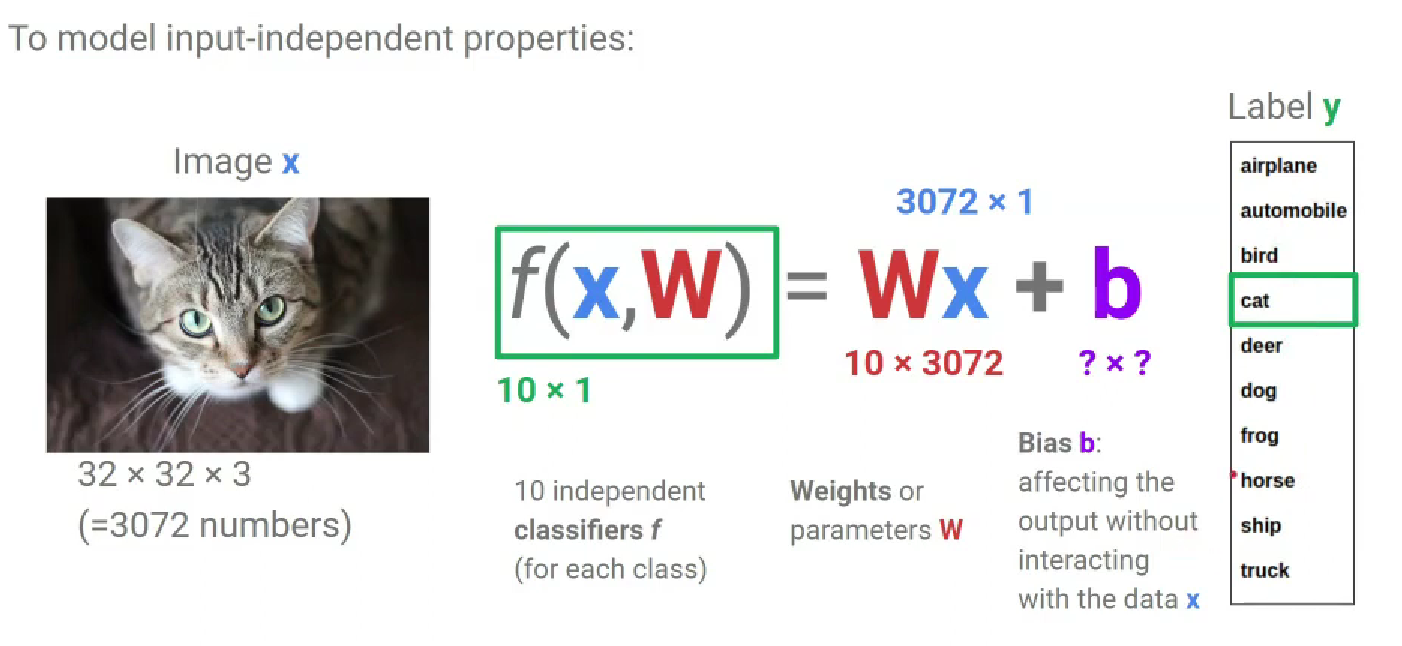 To model input-independent properties:
Image x
32 × 32 × 3
(=3072 numbers)
3072 × 1
f(x,W) = Wx + b
10 × 1
10 × 3072
? × ?
10 independent
classifiers f
(for each class)
Weights or
parameters W
Bias b:
affecting the
output without
interacting
with the data x
Label y
airplane
automobile
bird
cat
deer
dog
frog
horse
ship
truck